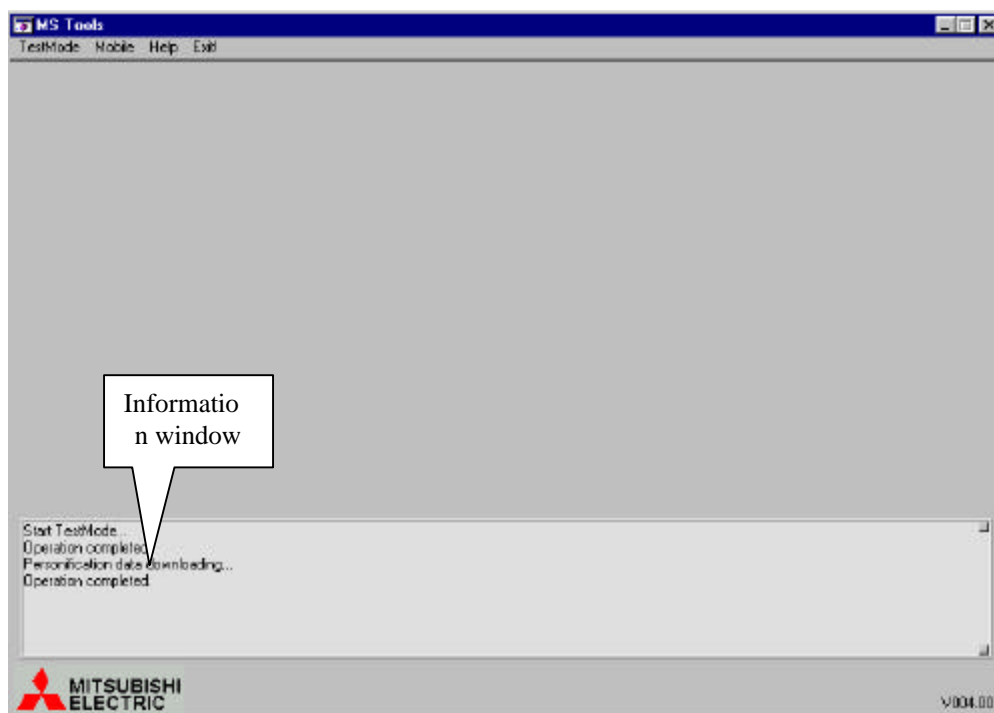 MS Tools
TestMode Mobile Help Exit!
Informatio
n window
Start TestMode...
Operation completed
Personification data downloading...
Operation completed
MITSUBISHI
ELECTRIC
V004.00